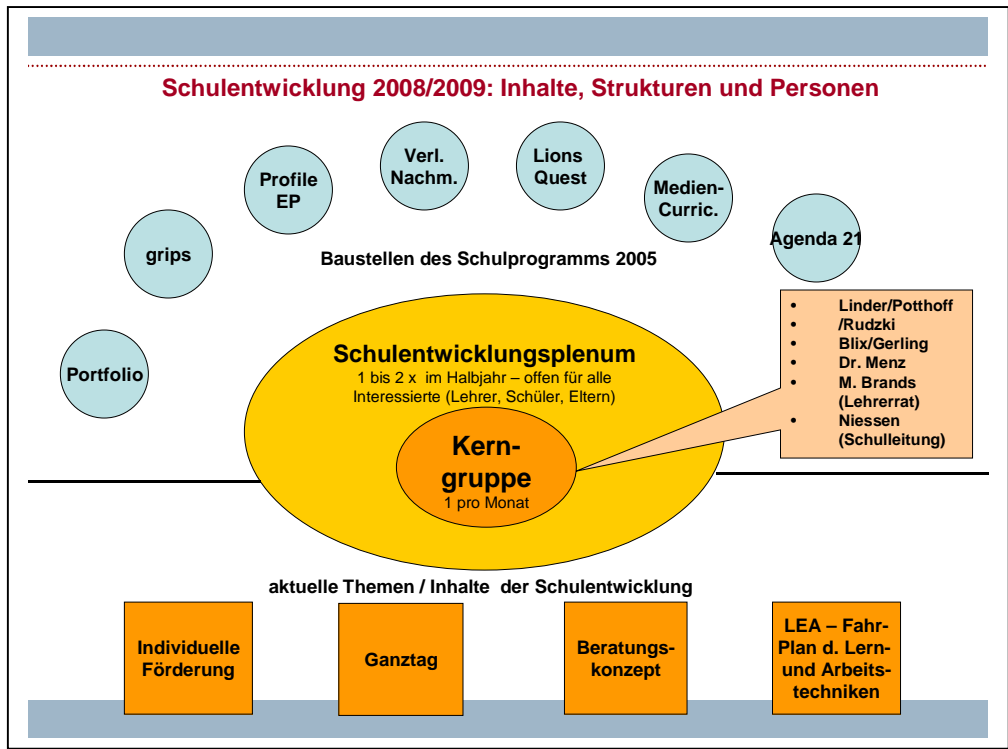 Schulentwicklung 2008/2009: Inhalte, Strukturen und Personen
Verl.
Nachm.
Lions
Quest
Profile
EP
Medien-
Curric.
Agenda 21
grips
Baustellen des Schulprogramms 2005
Portfolio
• Linder/Potthoff
• /Rudzki
• Blix/Gerling
• Dr. Menz
• M. Brands
(Lehrerrat)
• Niessen
(Schulleitung)
Schulentwicklungsplenum
1 bis 2 x im Halbjahr – offen für alle
Interessierte (Lehrer, Schüler, Eltern)
Kern-
gruppe
1 pro Monat
aktuelle Themen / Inhalte der Schulentwicklung
Individuelle
Förderung
Ganztag
Beratungs-
konzept
LEA – Fahr-
Plan d. Lern-
und Arbeits-
techniken